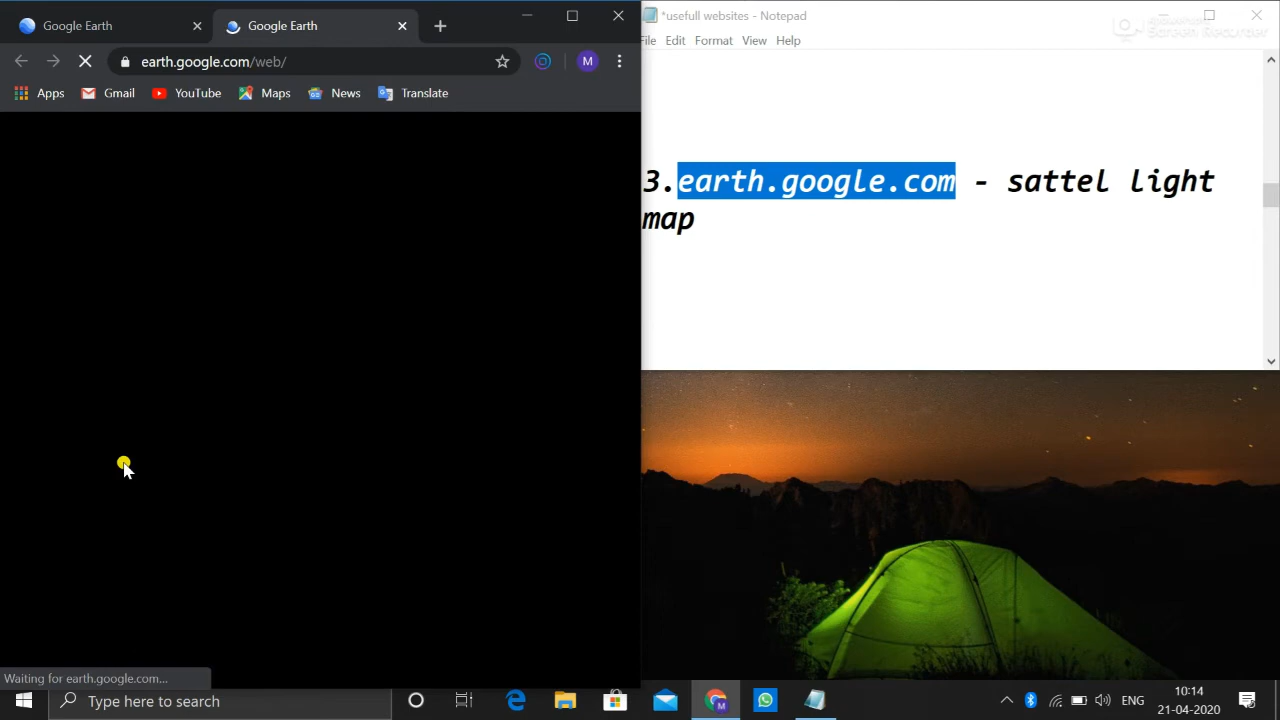 Google Earth
Google Earth
earth.google.com/web/
M
Apps
Gmail
YouTube
Maps
News
Translate
Waiting for earth.google.com...
*usefull websites - Notepad
File Edit Format View Help
Screen Recorder
3.earth.google.com - sattel light
map
Type here to search
ENG
10:14
21-04-2020